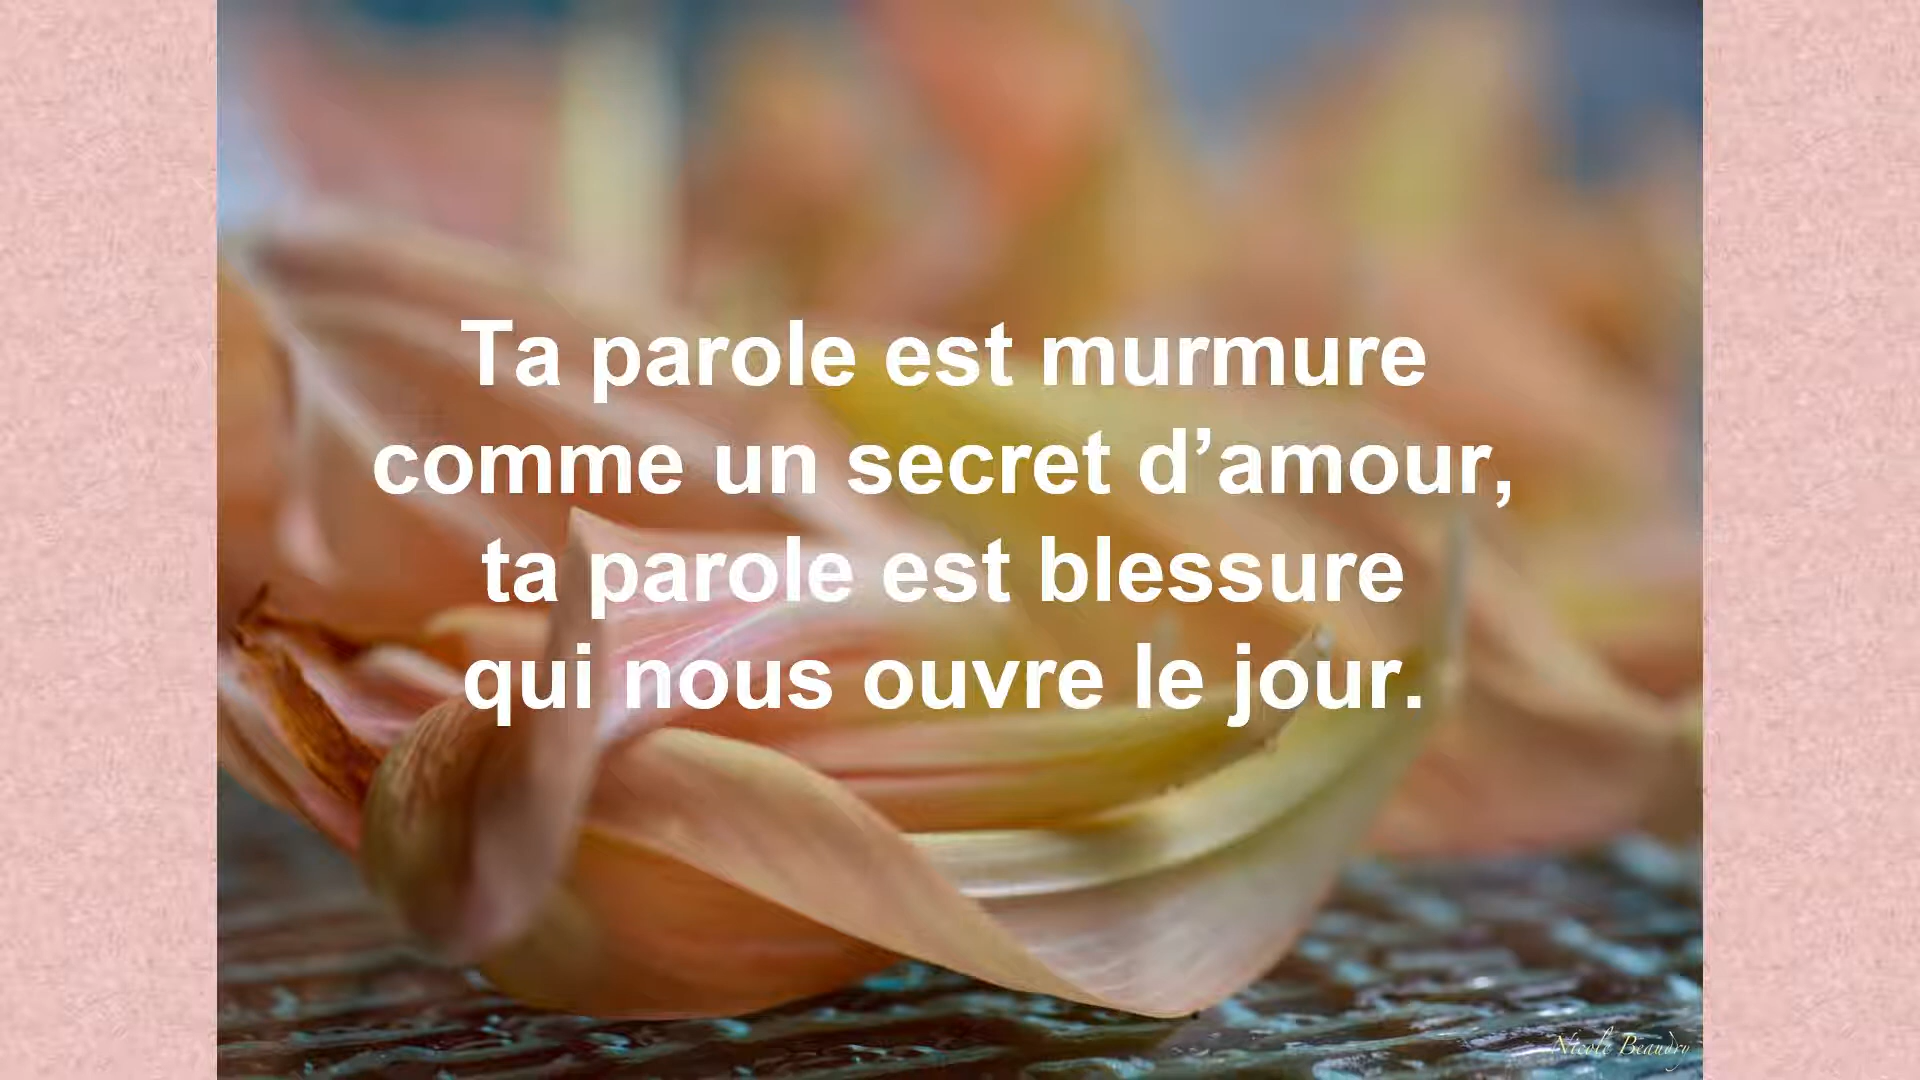 Ta parole est murmure
comme un secret d’amour,
ta parole est blessure
qui nous ouvre le jour.
Nicole Beaudry